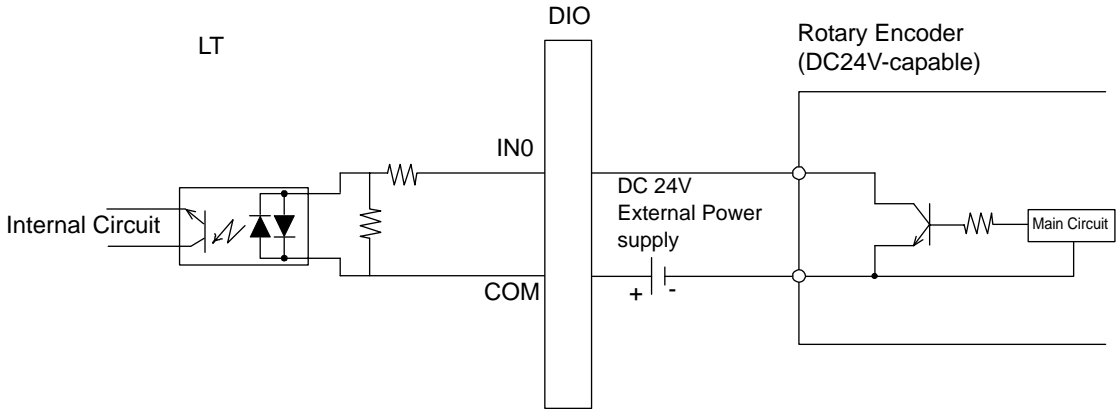 DIO
LT
Rotary Encoder
(DC24V-capable)
IN0
DC 24V
External Power
supply
Internal Circuit
Main Circuit
COM
+ -